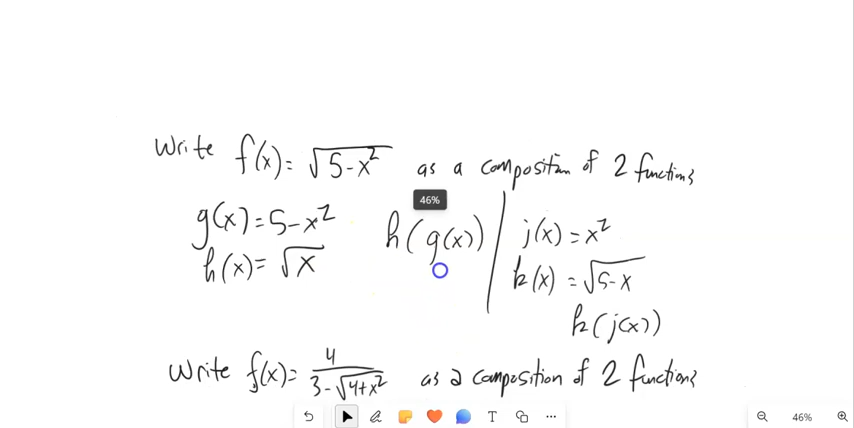 Write f(x) = √5-x² as a composition of 2 functions
46%
g(x) = 5-x²
h(x) = √x
h(g(x))
j(x) = x²
k(x) = √5-x
k(j(x))
Write f(x) = 4/(3-√4+x²) as a composition of 2 functions
T
46%